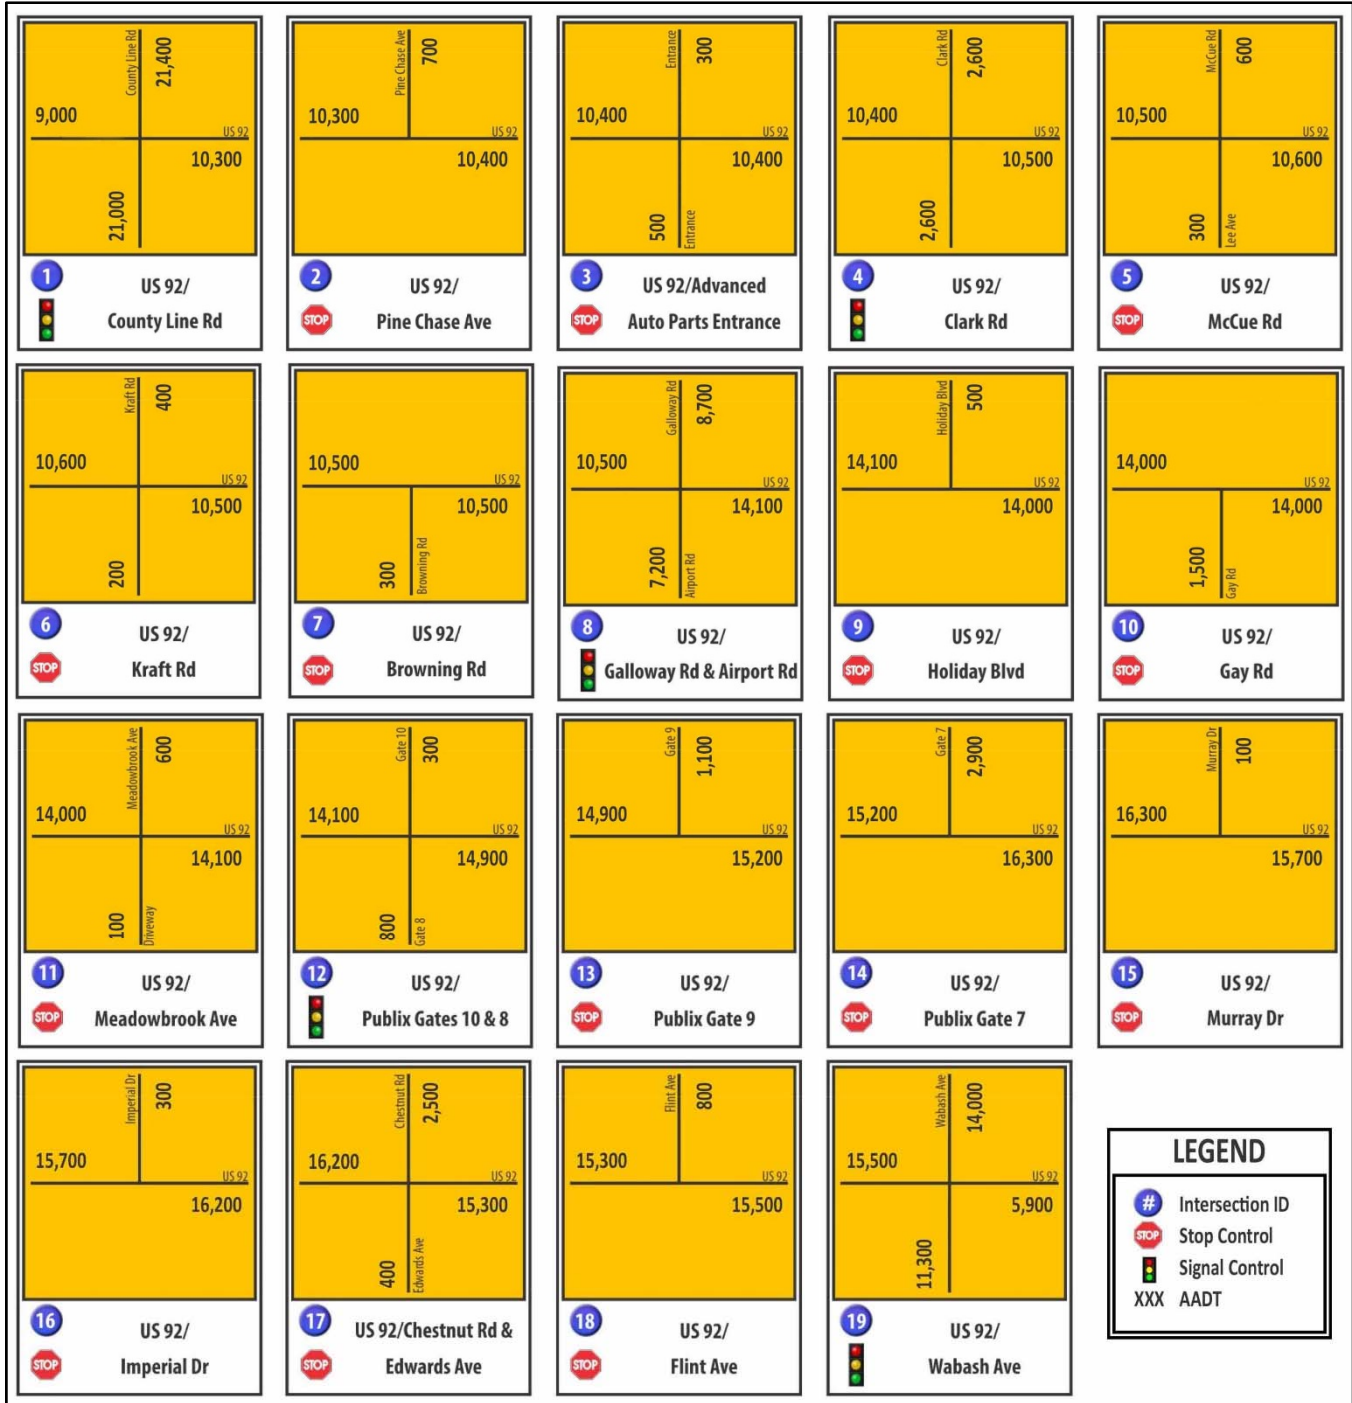 County Line Rd
21,400
9,000
US 92
10,300
21,000
1
US 92/
County Line Rd
Pine Chase Ave
700
10,300
US 92
10,400
2
US 92/
STOP
Pine Chase Ave
Entrance
300
10,400
US 92
10,400
500
Entrance
3
US 92/Advanced
STOP
Auto Parts Entrance
Clark Rd
2,600
10,400
US 92
10,500
2,600
4
US 92/
Clark Rd
McCue Rd
600
10,500
US 92
10,600
300
Lee Ave
5
US 92/
STOP
McCue Rd
Kraft Rd
400
10,600
US 92
10,500
200
6
US 92/
STOP
Kraft Rd
10,500
US 92
10,500
300
Browning Rd
7
US 92/
STOP
Browning Rd
Galloway Rd
8,700
10,500
US 92
14,100
7,200
Airport Rd
8
US 92/
Galloway Rd & Airport Rd
Holiday Blvd
500
14,100
US 92
14,000
9
US 92/
STOP
Holiday Blvd
14,000
US 92
14,000
1,500
Gay Rd
10
US 92/
STOP
Gay Rd
Meadowbrook Ave
600
14,000
US 92
14,100
100
Driveway
11
US 92/
STOP
Meadowbrook Ave
Gate 10
300
14,100
US 92
14,900
800
Gate 8
12
US 92/
Publix Gates 10 & 8
Gate 9
1,100
14,900
US 92
15,200
13
US 92/
STOP
Publix Gate 9
Gate 7
2,900
15,200
US 92
16,300
14
US 92/
STOP
Publix Gate 7
Murray Dr
100
16,300
US 92
15,700
15
US 92/
STOP
Murray Dr
Imperial Dr
300
15,700
US 92
16,200
16
US 92/
STOP
Imperial Dr
Chestnut Rd
2,500
16,200
US 92
15,300
400
Edwards Ave
17
US 92/Chestnut Rd &
STOP
Edwards Ave
Flint Ave
800
15,300
US 92
15,500
18
US 92/
STOP
Flint Ave
Wabash Ave
14,000
15,500
US 92
5,900
11,300
19
US 92/
Wabash Ave
LEGEND
# Intersection ID
STOP Stop Control
Signal Control
XXX AADT